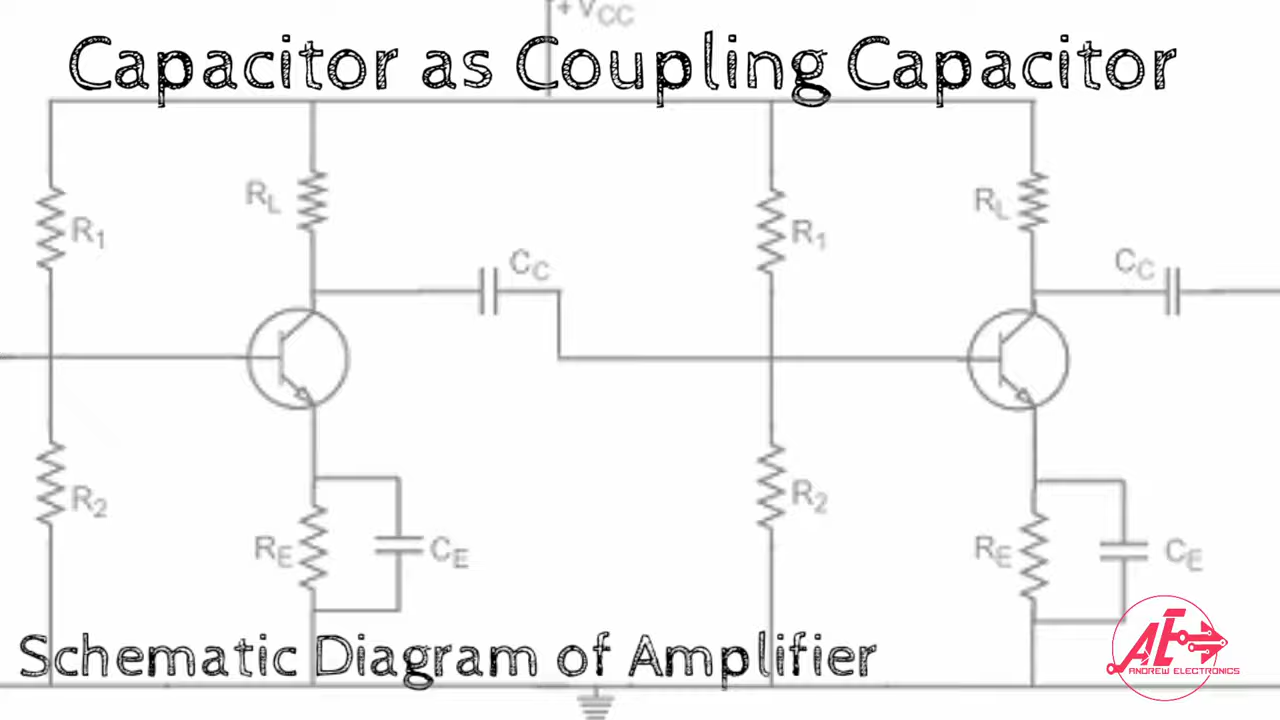 + VCC
Capacitor as Coupling Capacitor
RL
RL
R1
R1
CC
CC
R2
R2
RE
CE
RE
CE
Schematic Diagram of Amplifier
AE
ANDREW ELECTRONICS